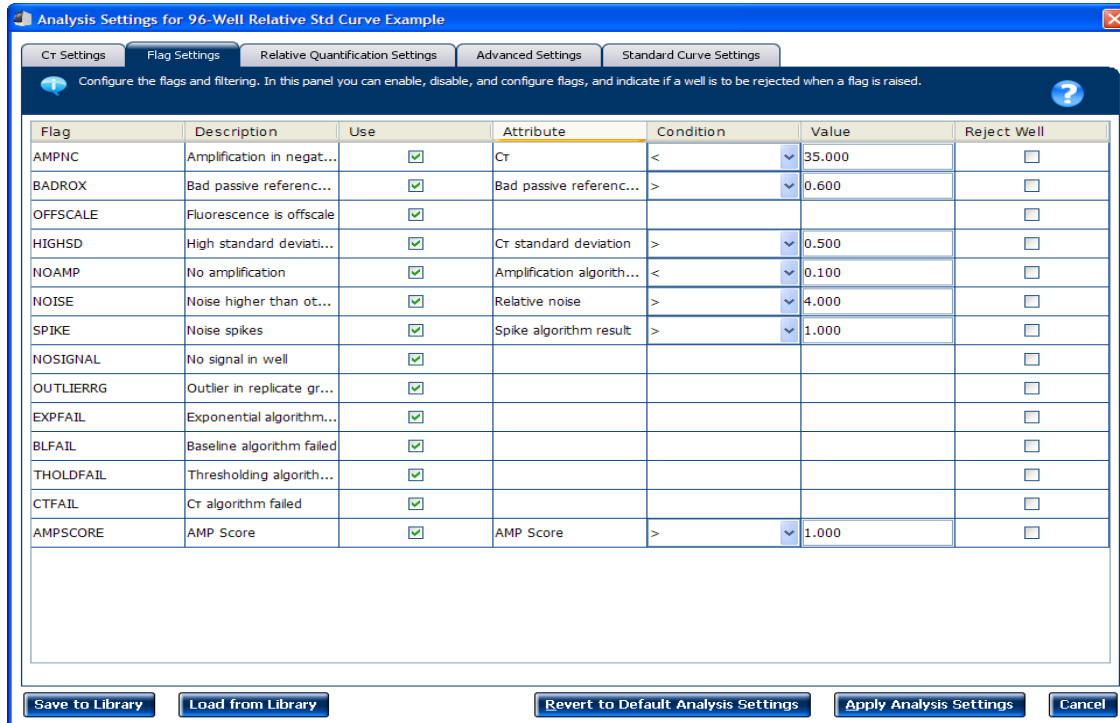 Analysis Settings for 96-Well Relative Std Curve Example
Cᴛ Settings Flag Settings Relative Quantification Settings Advanced Settings Standard Curve Settings
Configure the flags and filtering. In this panel you can enable, disable, and configure flags, and indicate if a well is to be rejected when a flag is raised.
?
Flag Description Use Attribute Condition Value Reject Well
AMPNC Amplification in negat... Cᴛ < 35.000
BADROX Bad passive referenc... Bad passive referenc... > 0.600
OFFSCALE Fluorescence is offscale
HIGHSD High standard deviati... Cᴛ standard deviation > 0.500
NOAMP No amplification Amplification algorith... < 0.100
NOISE Noise higher than ot... Relative noise > 4.000
SPIKE Noise spikes Spike algorithm result > 1.000
NOSIGNAL No signal in well
OUTLIERRG Outlier in replicate gr...
EXPFAIL Exponential algorithm...
BLFAIL Baseline algorithm failed
THOLDFAIL Thresholding algorith...
CTFAIL Cᴛ algorithm failed
AMPSCORE AMP Score AMP Score > 1.000
Save to Library Load from Library Revert to Default Analysis Settings Apply Analysis Settings Cancel